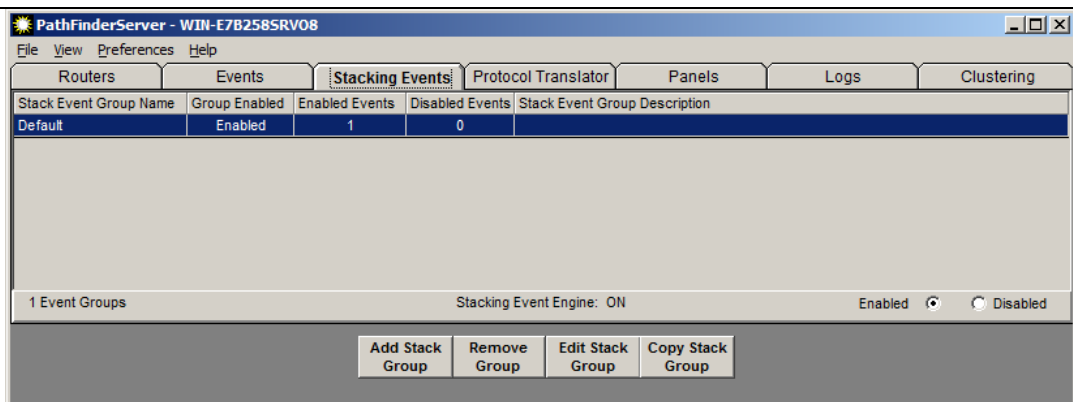 PathFinderServer - WIN-E7B258SRVO8
File View Preferences Help
Routers Events Stacking Events Protocol Translator Panels Logs Clustering
Stack Event Group Name Group Enabled Enabled Events Disabled Events Stack Event Group Description
Default Enabled 1 0
1 Event Groups Stacking Event Engine: ON Enabled Disabled
Add Stack Group Remove Group Edit Stack Group Copy Stack Group